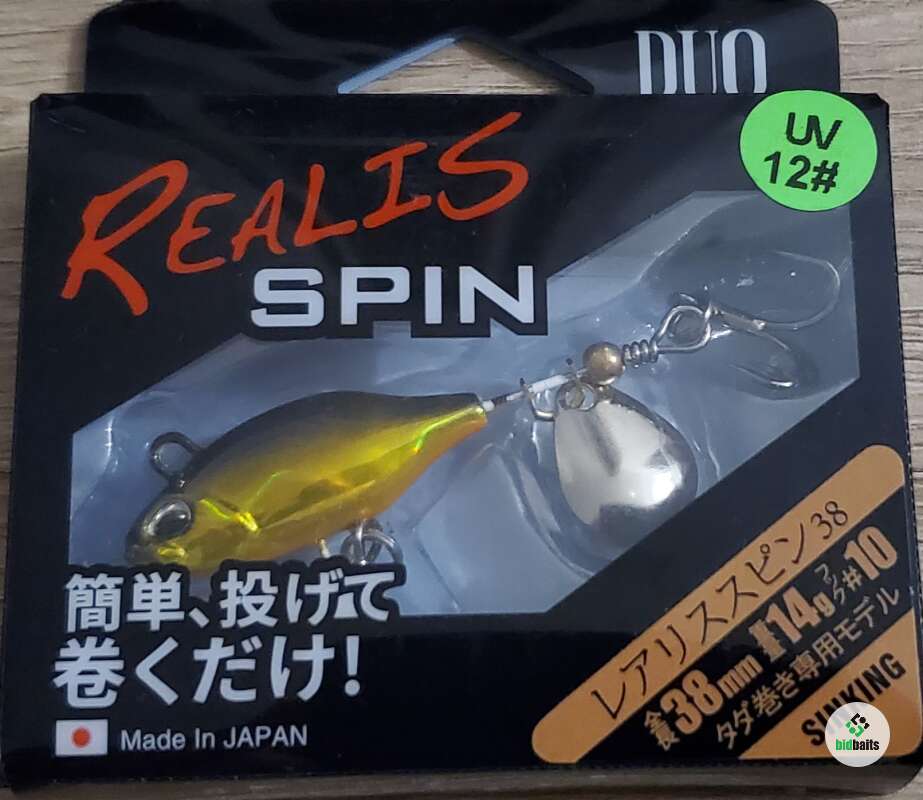 DUO
UV
12#
REALIS
SPIN
レアリススピン38
全長38mm 重量14g フック#10
タダ巻き専用モデル
SINKING
簡単、投げて
巻くだけ!
Made In JAPAN
bidbaits